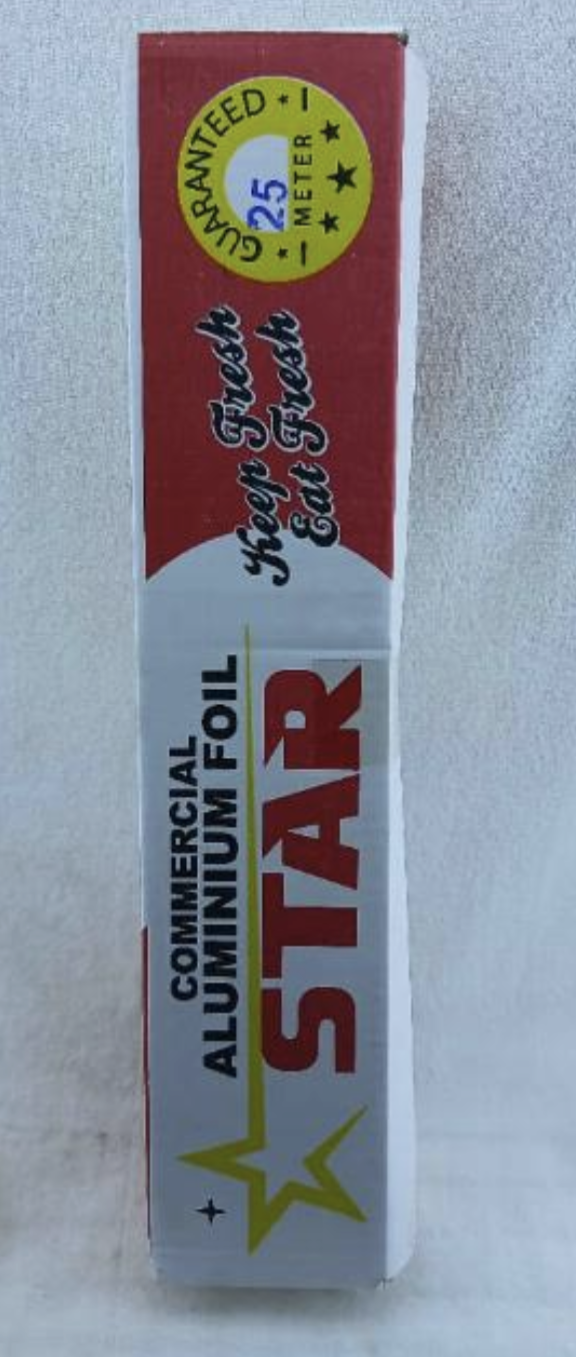 COMMERCIAL
ALUMINIUM FOIL
STAR
Keep Fresh
Eat Fresh
GUARANTEED
25
METER